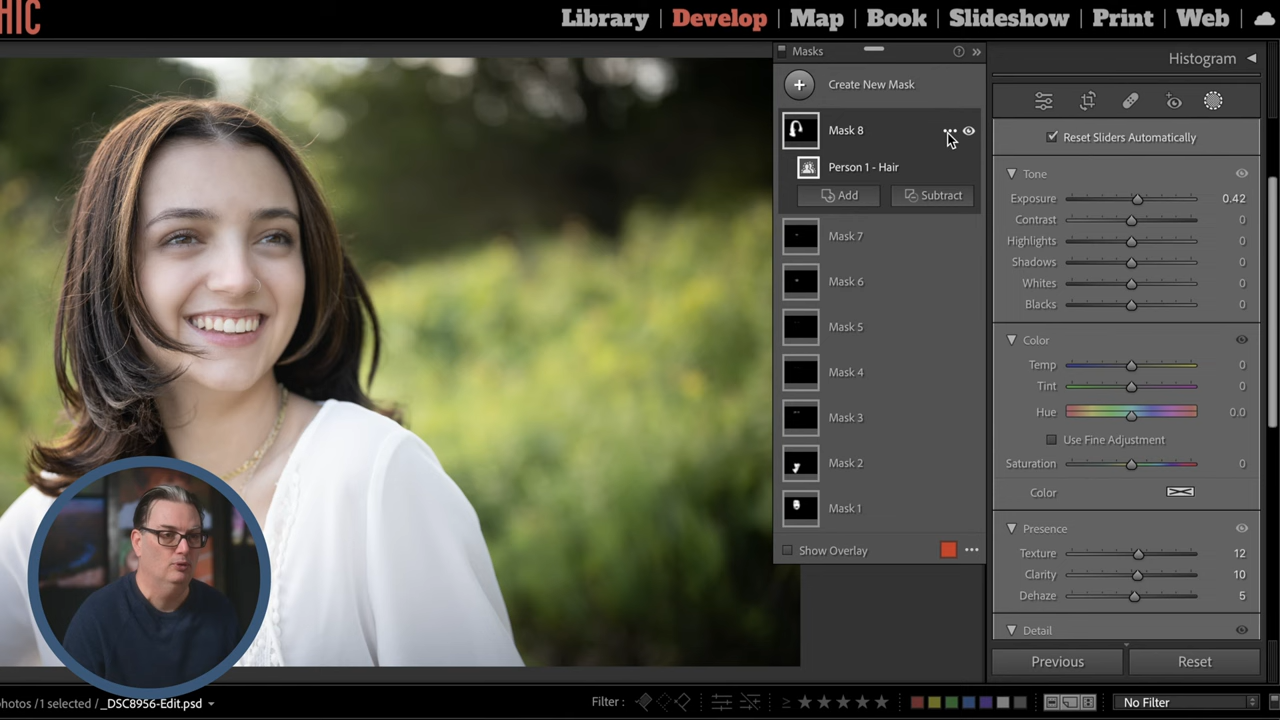 HIC
Library | Develop | Map | Book | Slideshow | Print | Web |
Masks
Create New Mask
Mask 8
Person 1 - Hair
Add
Subtract
Mask 7
Mask 6
Mask 5
Mask 4
Mask 3
Mask 2
Mask 1
Show Overlay
Histogram
Reset Sliders Automatically
Tone
Exposure 0.42
Contrast 0
Highlights 0
Shadows 0
Whites 0
Blacks 0
Color
Temp 0
Tint 0
Hue 0.0
Use Fine Adjustment
Saturation 0
Color
Presence
Texture 12
Clarity 10
Dehaze 5
Detail
Previous
Reset
photos / 1 selected / _DSC8956-Edit.psd
Filter :
No Filter